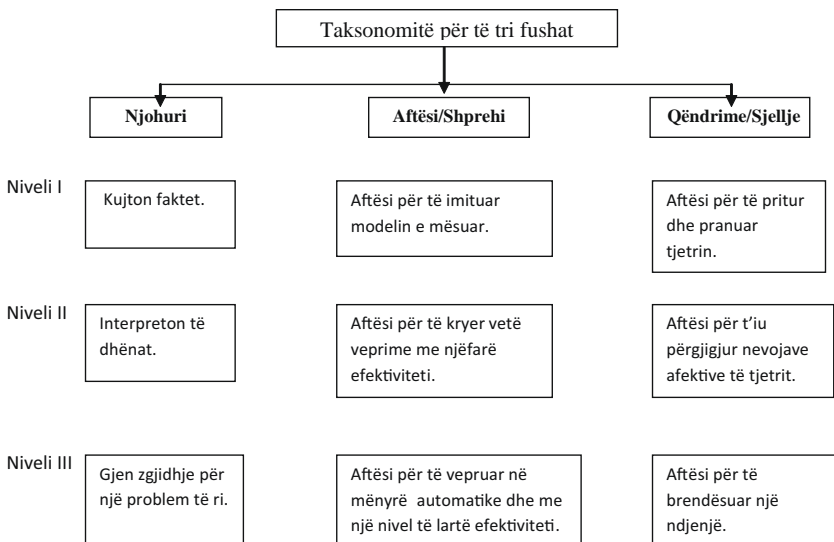 Taksonomitë për të tri fushat
Njohuri
Aftësi/Shprehi
Qëndrime/Sjellje
Niveli I
Kujton faktet.
Aftësi për të imituar
modelin e mësuar.
Aftësi për të pritur
dhe pranuar
tjetrin.
Niveli II
Interpreton të
dhënat.
Aftësi për të kryer vetë
veprime me njëfarë
efektiviteti.
Aftësi për t’iu
përgjigjur nevojave
afektive të tjetrit.
Niveli III
Gjen zgjidhje për
një problem të ri.
Aftësi për të vepruar në
mënyrë automatike dhe me
një nivel të lartë efektiviteti.
Aftësi për të
brendësuar një
ndjenjë.